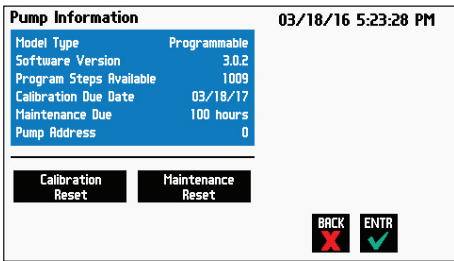 Pump Information 03/18/16 5:23:28 PM
Model Type Programmable
Software Version 3.0.2
Program Steps Available 1009
Calibration Due Date 03/18/17
Maintenance Due 100 hours
Pump Address 0
Calibration Reset
Maintenance Reset
BACK
ENTR